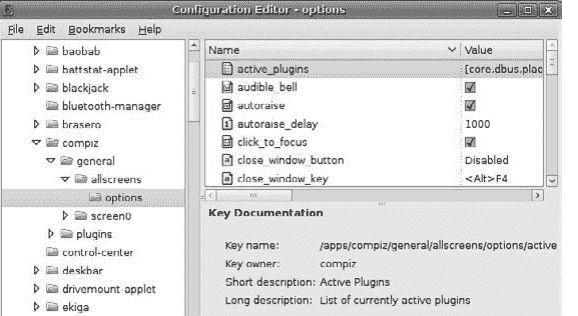 Configuration Editor - options
File Edit Bookmarks Help
baobab
battstat-applet
blackjack
bluetooth-manager
brasero
compiz
general
allscreens
options
screen0
plugins
control-center
deskbar
drivemount-applet
ekiga
Name Value
active_plugins [core,dbus,plac
audible_bell
autoraise
autoraise_delay 1000
click_to_focus
close_window_button Disabled
close_window_key <Alt>F4
Key Documentation
Key name: /apps/compiz/general/allscreens/options/active
Key owner: compiz
Short description: Active Plugins
Long description: List of currently active plugins